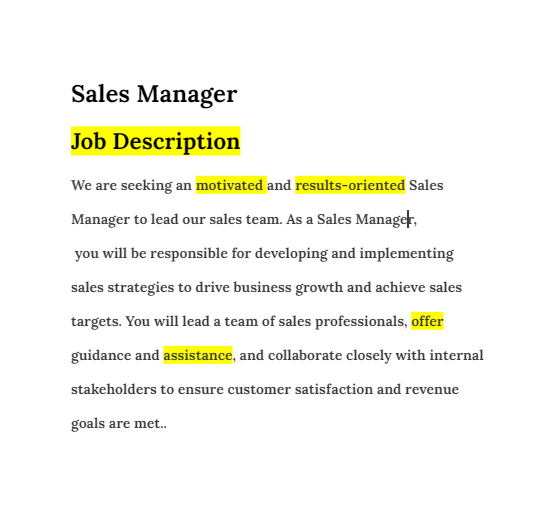 Sales Manager
Job Description
We are seeking an motivated and results-oriented Sales
Manager to lead our sales team. As a Sales Manager,
you will be responsible for developing and implementing
sales strategies to drive business growth and achieve sales
targets. You will lead a team of sales professionals, offer
guidance and assistance, and collaborate closely with internal
stakeholders to ensure customer satisfaction and revenue
goals are met..